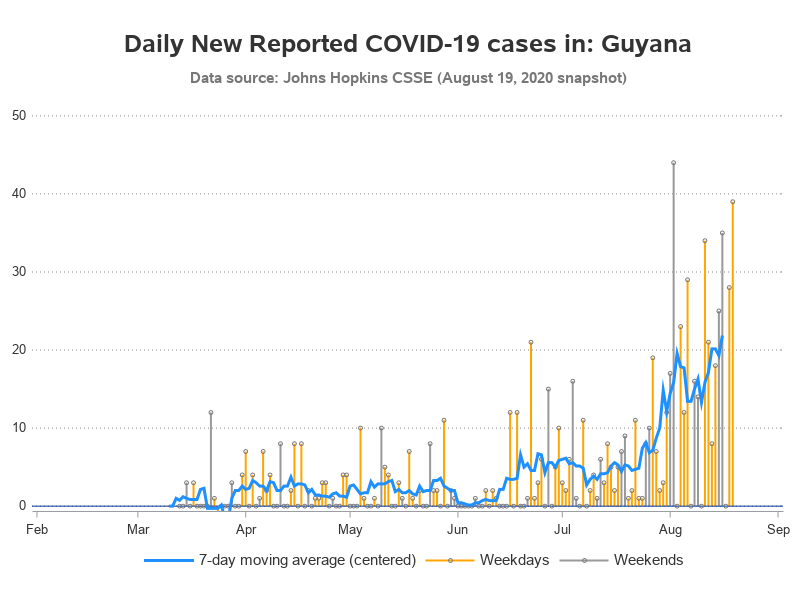 Daily New Reported COVID-19 cases in: Guyana
Data source: Johns Hopkins CSSE (August 19, 2020 snapshot)
50
40
30
20
10
0
Feb Mar Apr May Jun Jul Aug Sep
7-day moving average (centered) Weekdays Weekends